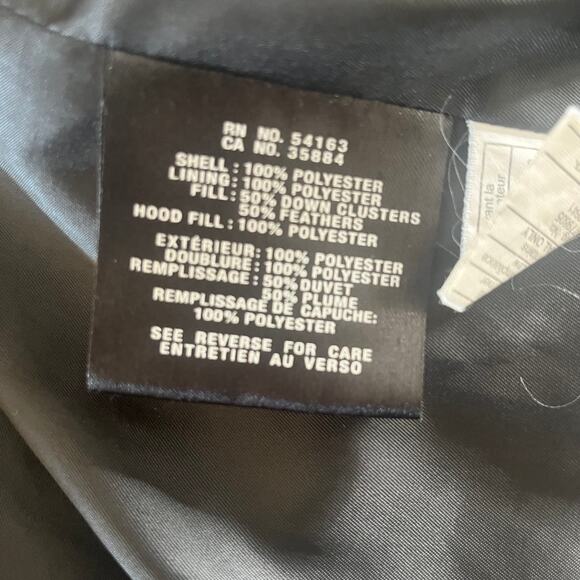 RN NO. 54163
CA NO. 35884
SHELL: 100% POLYESTER
LINING: 100% POLYESTER
FILL: 50% DOWN CLUSTERS
50% FEATHERS
HOOD FILL: 100% POLYESTER
EXTÉRIEUR: 100% POLYESTER
DOUBLURE: 100% POLYESTER
REMPLISSAGE: 50% DUVET
50% PLUME
REMPLISSAGE DE CAPUCHE:
100% POLYESTER
SEE REVERSE FOR CARE
ENTRETIEN AU VERSO